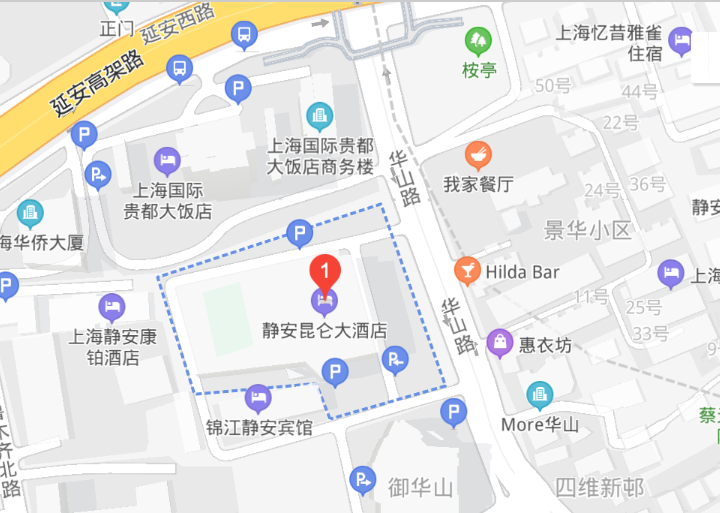 正门
延安西路
延安高架路
上海忆昔雅雀
住宿
桉亭
50号
44号
22号
上海国际贵都
大饭店商务楼
华山路
我家餐厅
24号
36号
上海国际
贵都大饭店
静安
景华小区
海华侨大厦
P
1
Hilda Bar
上海
11号
25号
33号
静安昆仑大酒店
华山路
上海静安康
铂酒店
惠衣坊
锦江静安宾馆
More华山
齐北路
御华山
四维新邨